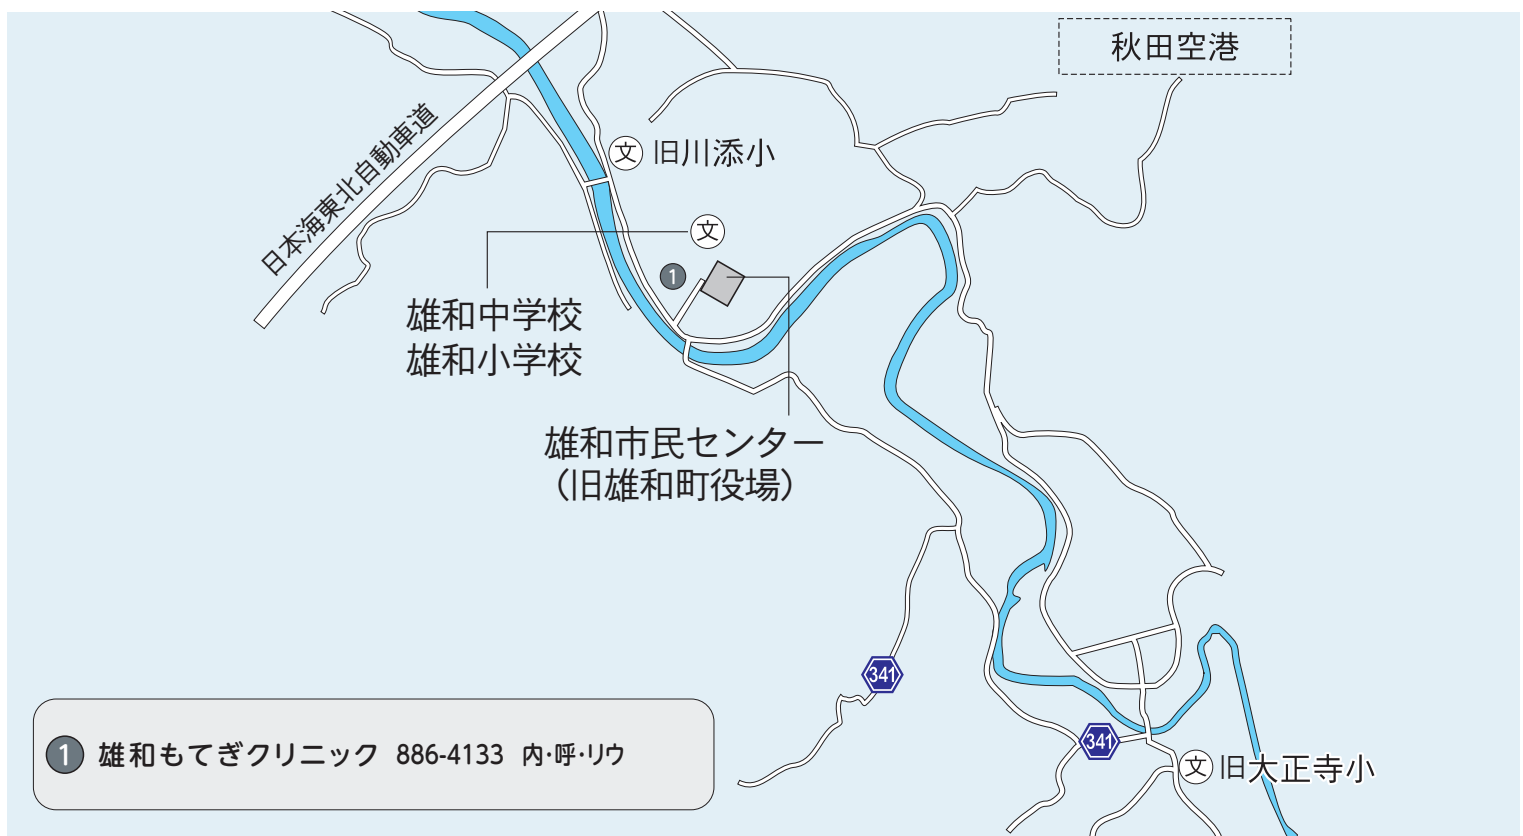 秋田空港
日本海東北自動車道
文 旧川添小
文
1
雄和中学校
雄和小学校
雄和市民センター
（旧雄和町役場）
341
341
文 旧大正寺小
1 雄和もてぎクリニック 886-4133 内・呼・リウ